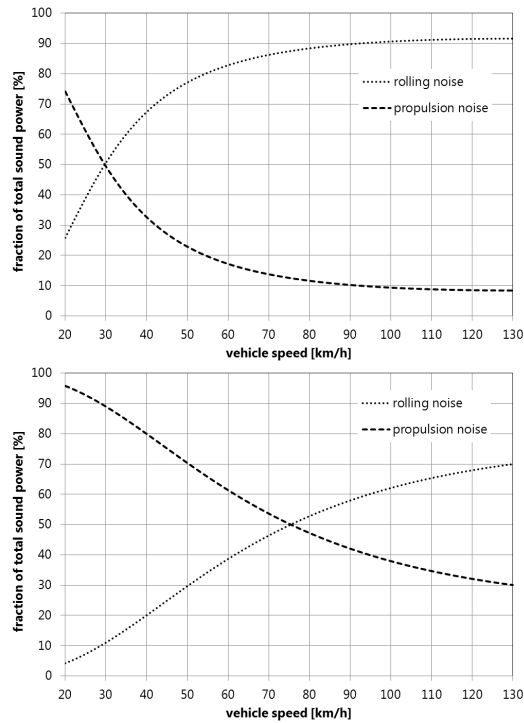 100
90
80
70
60
50
40
30
20
10
0
fraction of total sound power [%]
rolling noise
propulsion noise
20 30 40 50 60 70 80 90 100 110 120 130
vehicle speed [km/h]
100
90
80
70
60
50
40
30
20
10
0
fraction of total sound power [%]
rolling noise
propulsion noise
20 30 40 50 60 70 80 90 100 110 120 130
vehicle speed [km/h]